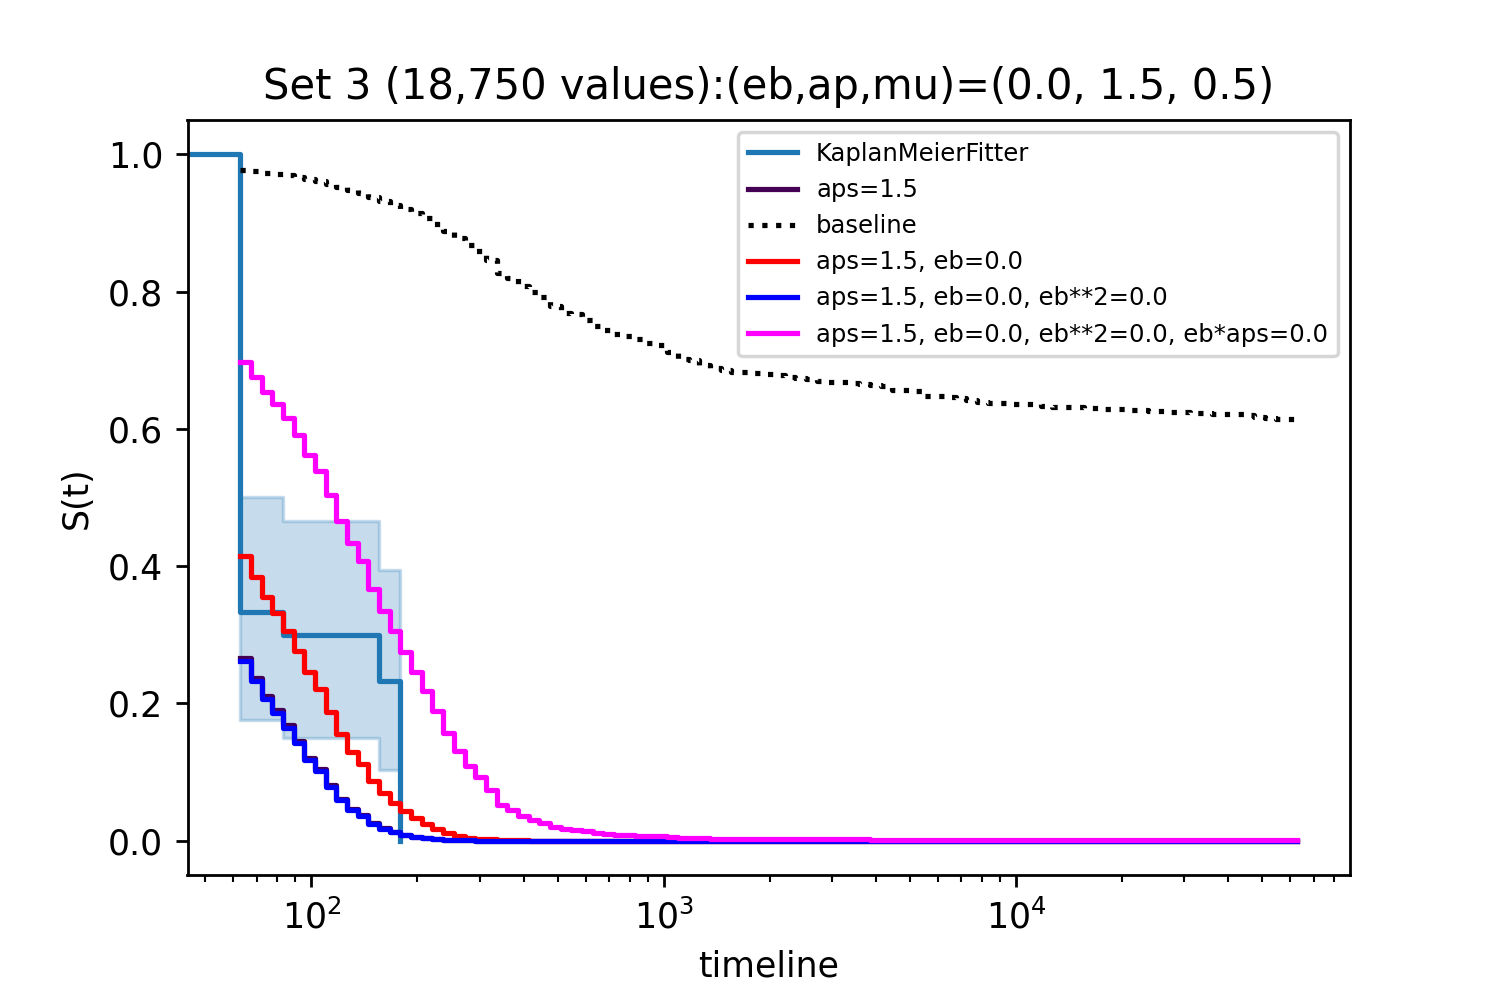 Set 3 (18,750 values):(eb,ap,mu)=(0.0, 1.5, 0.5)
KaplanMeierFitter
aps=1.5
baseline
aps=1.5, eb=0.0
aps=1.5, eb=0.0, eb**2=0.0
aps=1.5, eb=0.0, eb**2=0.0, eb*aps=0.0
S(t)
1.0
0.8
0.6
0.4
0.2
0.0
10² 10³ 10⁴
timeline